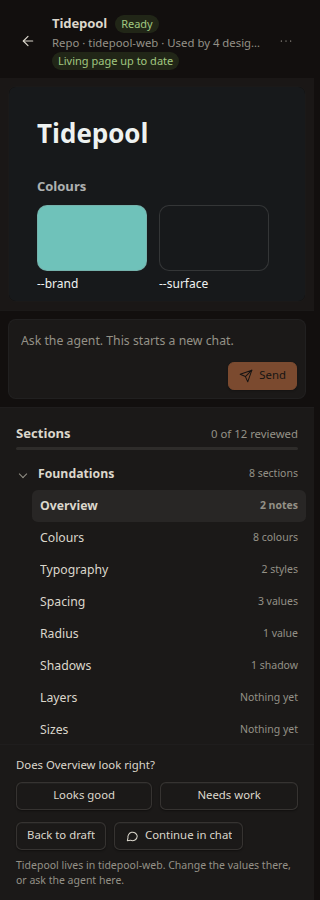 Tidepool Ready
Repo · tidepool-web · Used by 4 desig...
Living page up to date
Tidepool
Colours
--brand
--surface
Ask the agent. This starts a new chat.
Send
Sections 0 of 12 reviewed
Foundations 8 sections
Overview 2 notes
Colours 8 colours
Typography 2 styles
Spacing 3 values
Radius 1 value
Shadows 1 shadow
Layers Nothing yet
Sizes Nothing yet
Does Overview look right?
Looks good Needs work
Back to draft Continue in chat
Tidepool lives in tidepool-web. Change the values there,
or ask the agent here.